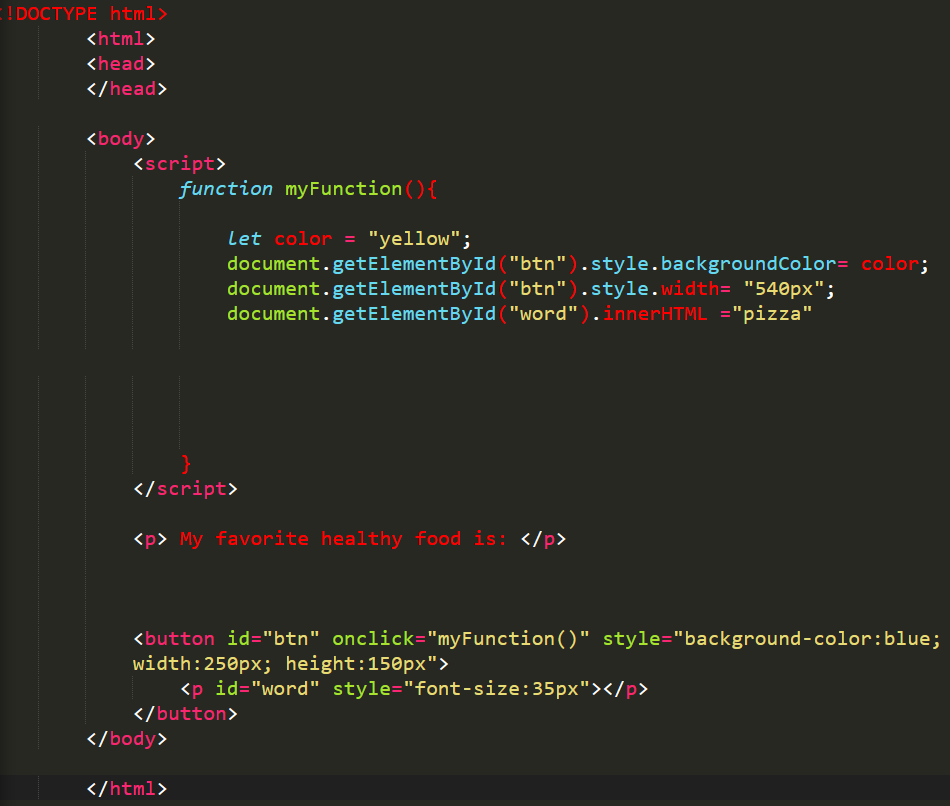 <!DOCTYPE html>
<html>
<head>
</head>
<body>
<script>
function myFunction(){
let color = "yellow";
document.getElementById("btn").style.backgroundColor= color;
document.getElementById("btn").style.width= "540px";
document.getElementById("word").innerHTML ="pizza"
}
</script>
<p> My favorite healthy food is: </p>
<button id="btn" onclick="myFunction()" style="background-color:blue;
width:250px; height:150px">
<p id="word" style="font-size:35px"></p>
</button>
</body>
</html>